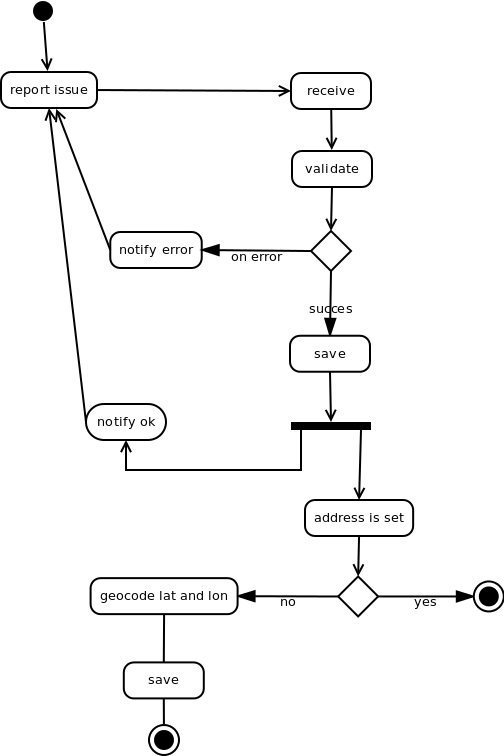 report issue
receive
validate
notify error
on error
succes
save
notify ok
address is set
geocode lat and lon
no
yes
save